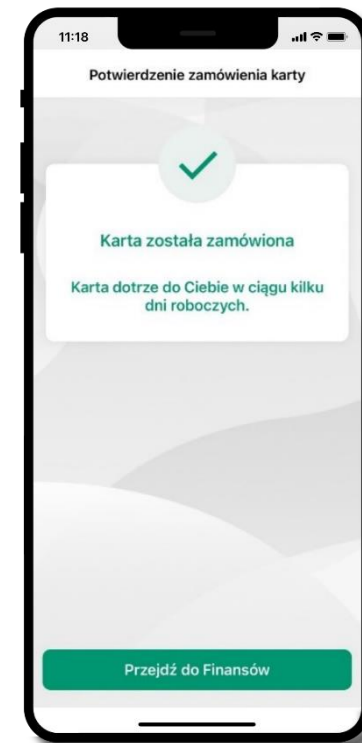 11:18
Potwierdzenie zamówienia karty
Karta została zamówiona
Karta dotrze do Ciebie w ciągu kilku
dni roboczych.
Przejdź do Finansów